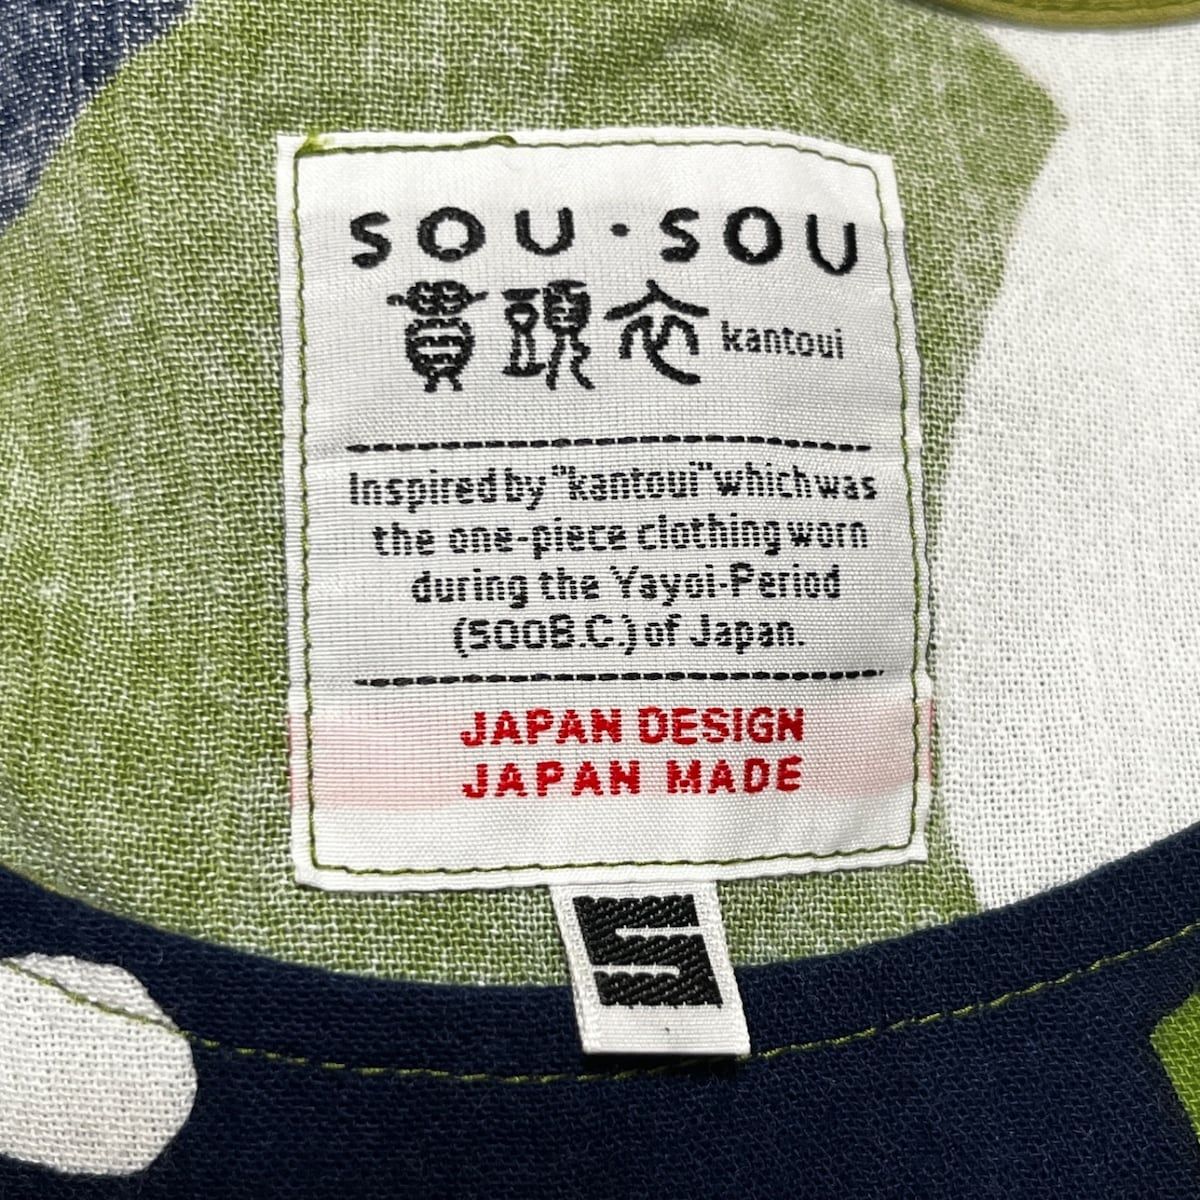 SOU・SOU
貫頭衣 kantoui
Inspired by "kantoui" which was
the one-piece clothing worn
during the Yayoi-Period
(500B.C.) of Japan.
JAPAN DESIGN
JAPAN MADE
S